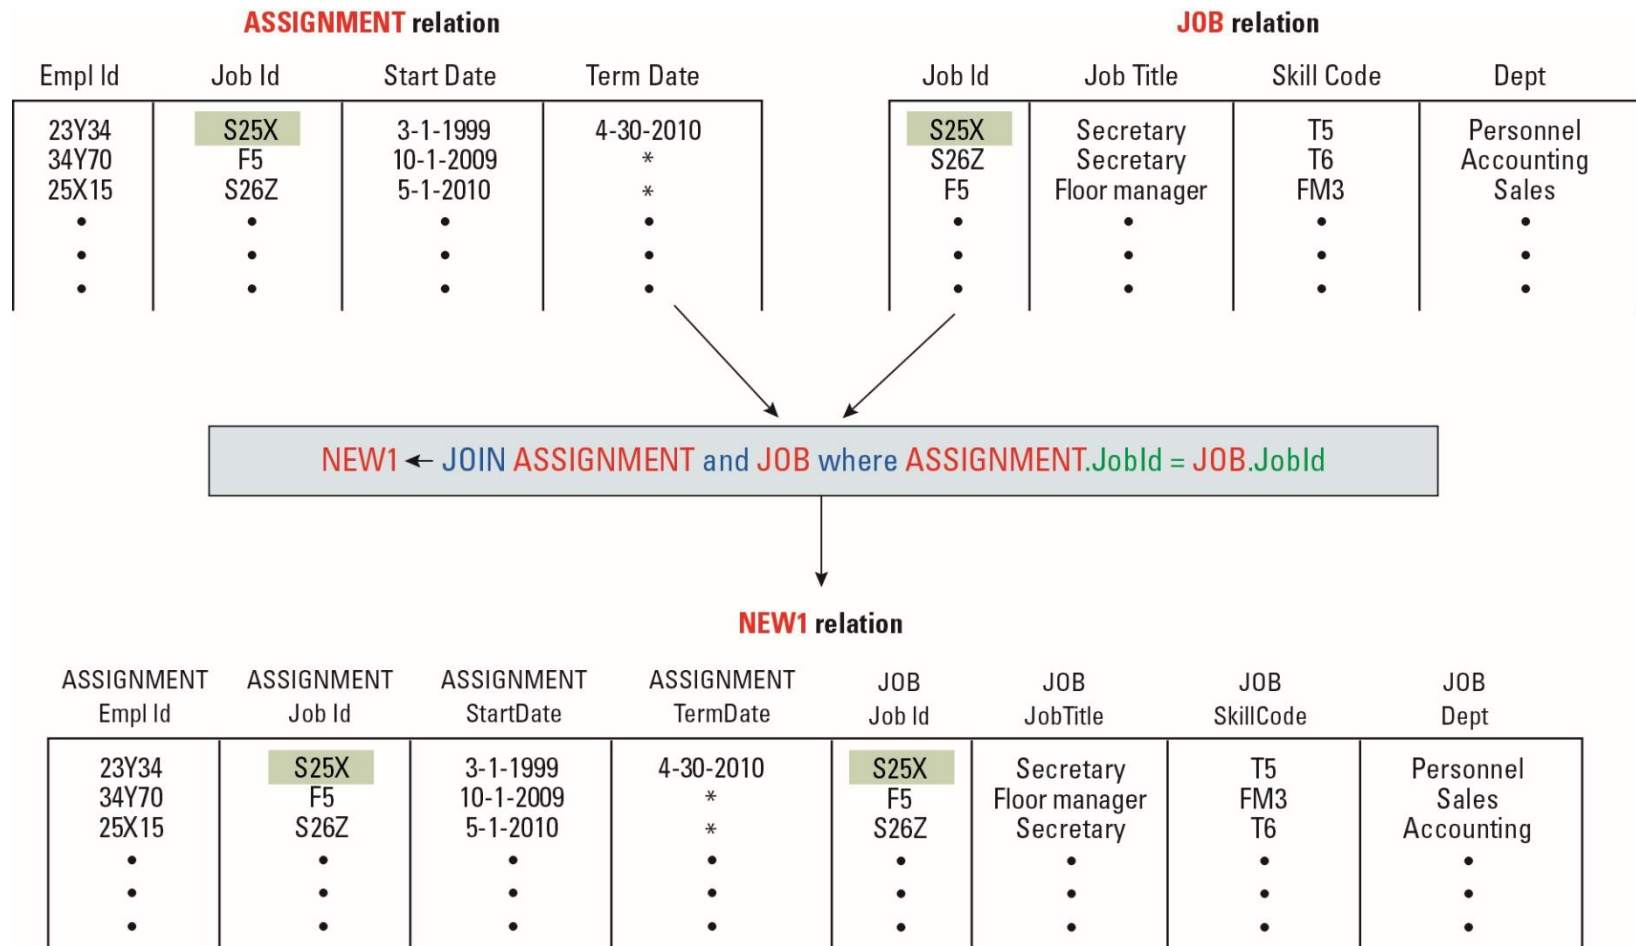 ASSIGNMENT relation
JOB relation
Empl Id Job Id Start Date Term Date
Job Id Job Title Skill Code Dept
23Y34 S25X 3-1-1999 4-30-2010
34Y70 F5 10-1-2009 *
25X15 S26Z 5-1-2010 *
S25X Secretary T5 Personnel
S26Z Secretary T6 Accounting
F5 Floor manager FM3 Sales
NEW1 ← JOIN ASSIGNMENT and JOB where ASSIGNMENT.JobId = JOB.JobId
NEW1 relation
ASSIGNMENT ASSIGNMENT ASSIGNMENT ASSIGNMENT JOB JOB JOB JOB
Empl Id Job Id StartDate TermDate Job Id JobTitle SkillCode Dept
23Y34 S25X 3-1-1999 4-30-2010 S25X Secretary T5 Personnel
34Y70 F5 10-1-2009 * F5 Floor manager FM3 Sales
25X15 S26Z 5-1-2010 * S26Z Secretary T6 Accounting